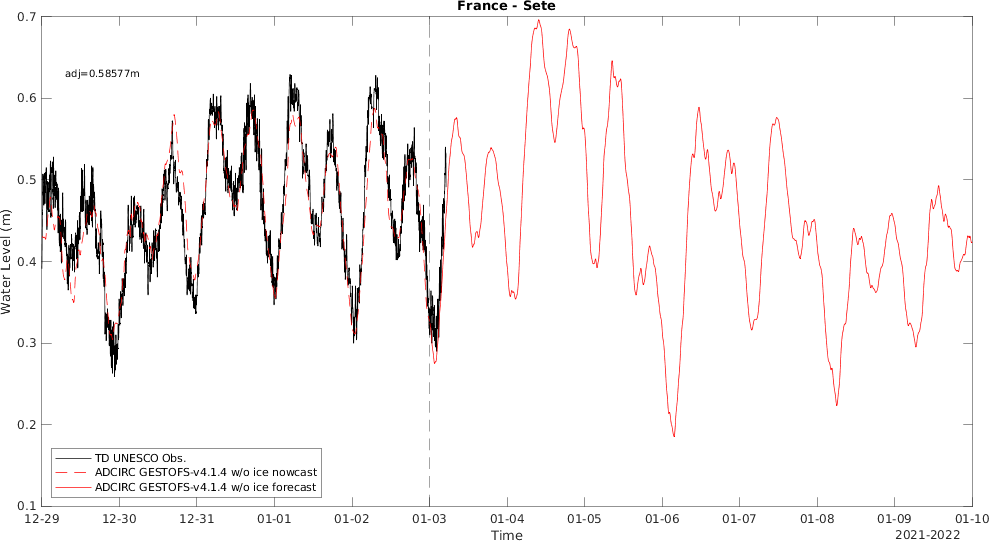 France - Sete
adj=0.58577m
Water Level (m)
0.7
0.6
0.5
0.4
0.3
0.2
0.1
TD UNESCO Obs.
ADCIRC GESTOFS-v4.1.4 w/o ice nowcast
ADCIRC GESTOFS-v4.1.4 w/o ice forecast
12-29 12-30 12-31 01-01 01-02 01-03 01-04 01-05 01-06 01-07 01-08 01-09 01-10
Time
2021-2022